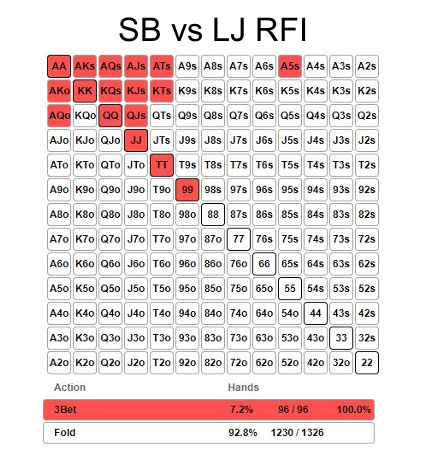 SB vs LJ RFI
AA AKs AQs AJs ATs A9s A8s A7s A6s A5s A4s A3s A2s
AKo KK KQs KJs KTs K9s K8s K7s K6s K5s K4s K3s K2s
AQo KQo QQ QJs QTs Q9s Q8s Q7s Q6s Q5s Q4s Q3s Q2s
AJo KJo QJo JJ JTs J9s J8s J7s J6s J5s J4s J3s J2s
ATo KTo QTo JTo TT T9s T8s T7s T6s T5s T4s T3s T2s
A9o K9o Q9o J9o T9o 99 98s 97s 96s 95s 94s 93s 92s
A8o K8o Q8o J8o T8o 98o 88 87s 86s 85s 84s 83s 82s
A7o K7o Q7o J7o T7o 97o 87o 77 76s 75s 74s 73s 72s
A6o K6o Q6o J6o T6o 96o 86o 76o 66 65s 64s 63s 62s
A5o K5o Q5o J5o T5o 95o 85o 75o 65o 55 54s 53s 52s
A4o K4o Q4o J4o T4o 94o 84o 74o 64o 54o 44 43s 42s
A3o K3o Q3o J3o T3o 93o 83o 73o 63o 53o 43o 33 32s
A2o K2o Q2o J2o T2o 92o 82o 72o 62o 52o 42o 32o 22
Action Hands
3Bet 7.2% 96 / 96 100.0%
Fold 92.8% 1230 / 1326